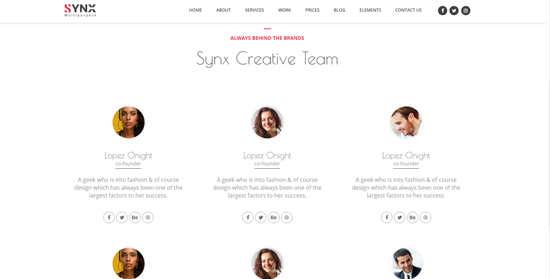 SYNX
Multipurpose
HOME ABOUT SERVICES WORK PRICES BLOG ELEMENTS CONTACT US
ALWAYS BEHIND THE BRANDS
Synx Creative Team
Lopez Onight
co-founder
A geek who is into fashion & of course
design which has always been one of the
largest factors to her success.
Bē
Lopez Onight
co-founder
A geek who is into fashion & of course
design which has always been one of the
largest factors to her success.
Bē
Lopez Onight
co-founder
A geek who is into fashion & of course
design which has always been one of the
largest factors to her success.
Bē